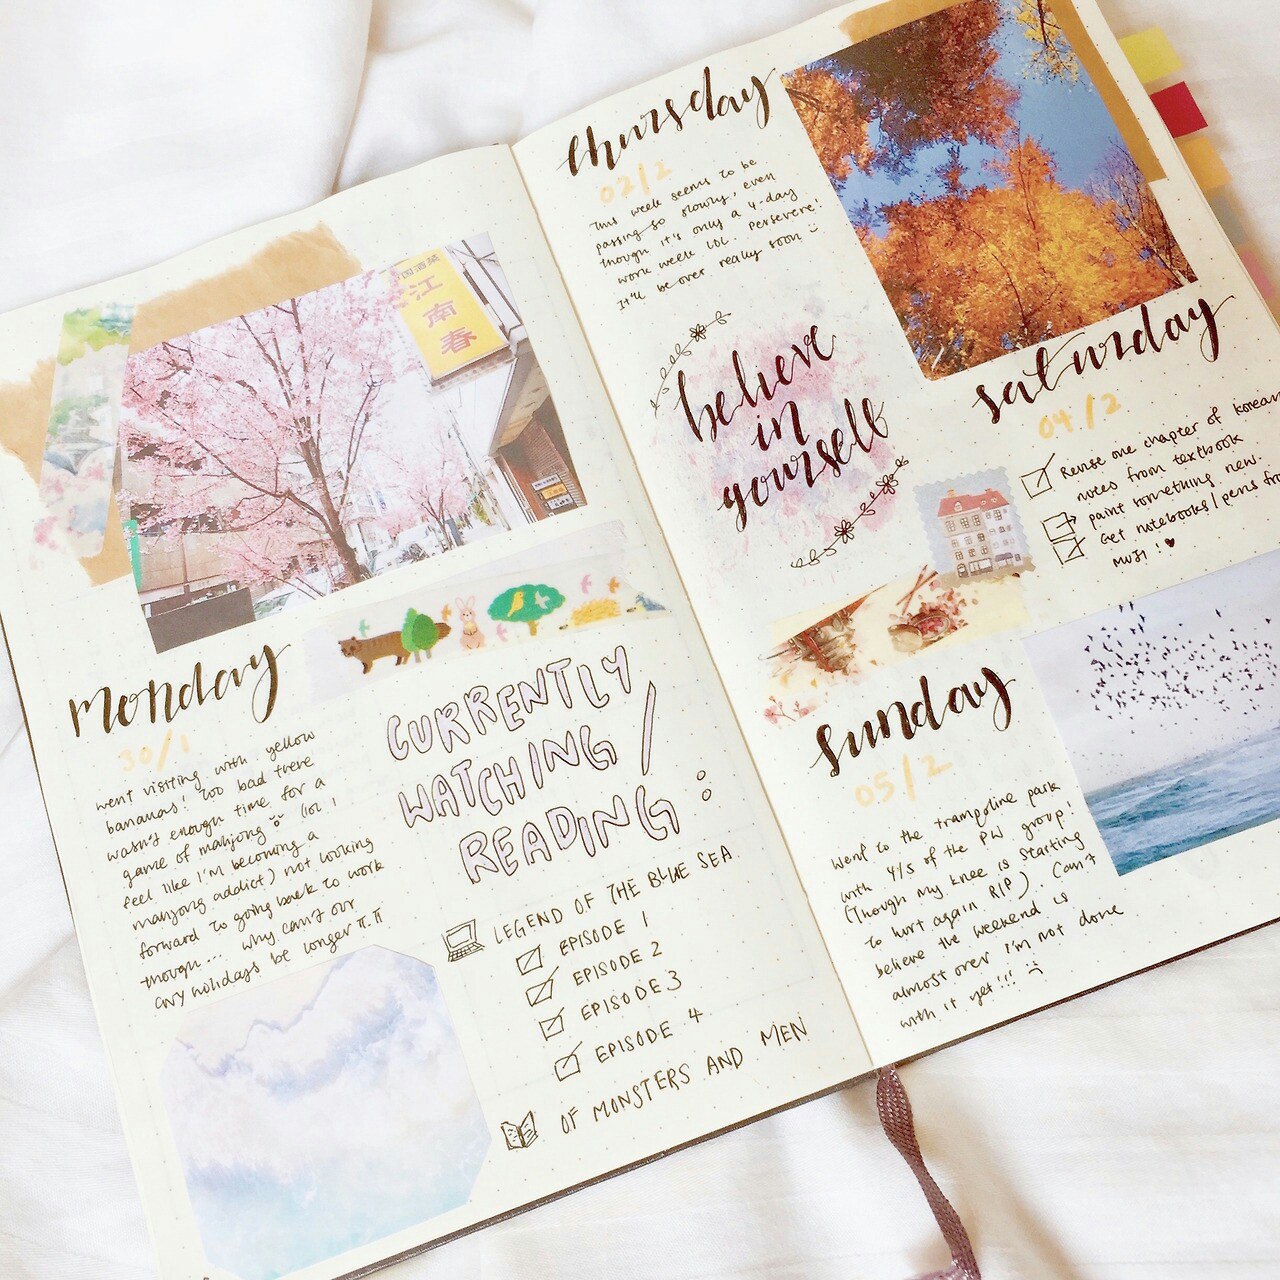 國酒菜
江南春
monday
30/1
went visiting with yellow
bananas! too bad there
wasn't enough time for a
game of mahjong (lol i
feel like i'm becoming a
mahjong addict) not looking
forward to going back to work
though... why can't our
cny holidays be longer π.π
CURRENTLY
WATCHING /
READING:
LEGEND OF THE BLUE SEA
EPISODE 1
EPISODE 2
EPISODE 3
EPISODE 4
OF MONSTERS AND MEN
thursday
02/2
This week seems to be
passing so slowly, even
though it's only a 4-day
work week lol. persevere!
It'll be over really soon
believe
in
yourself
saturday
04/2
Revise one chapter of korean
notes from textbook
paint something new.
Get notebooks/pens from
MUJI! ♥
sunday
05/2
Went to the trampoline park
with 4/5 of the PW group!
(Though my knee is starting
to hurt again RIP). Can't
believe the weekend is
almost over i'm not done
with it yet!!! :(